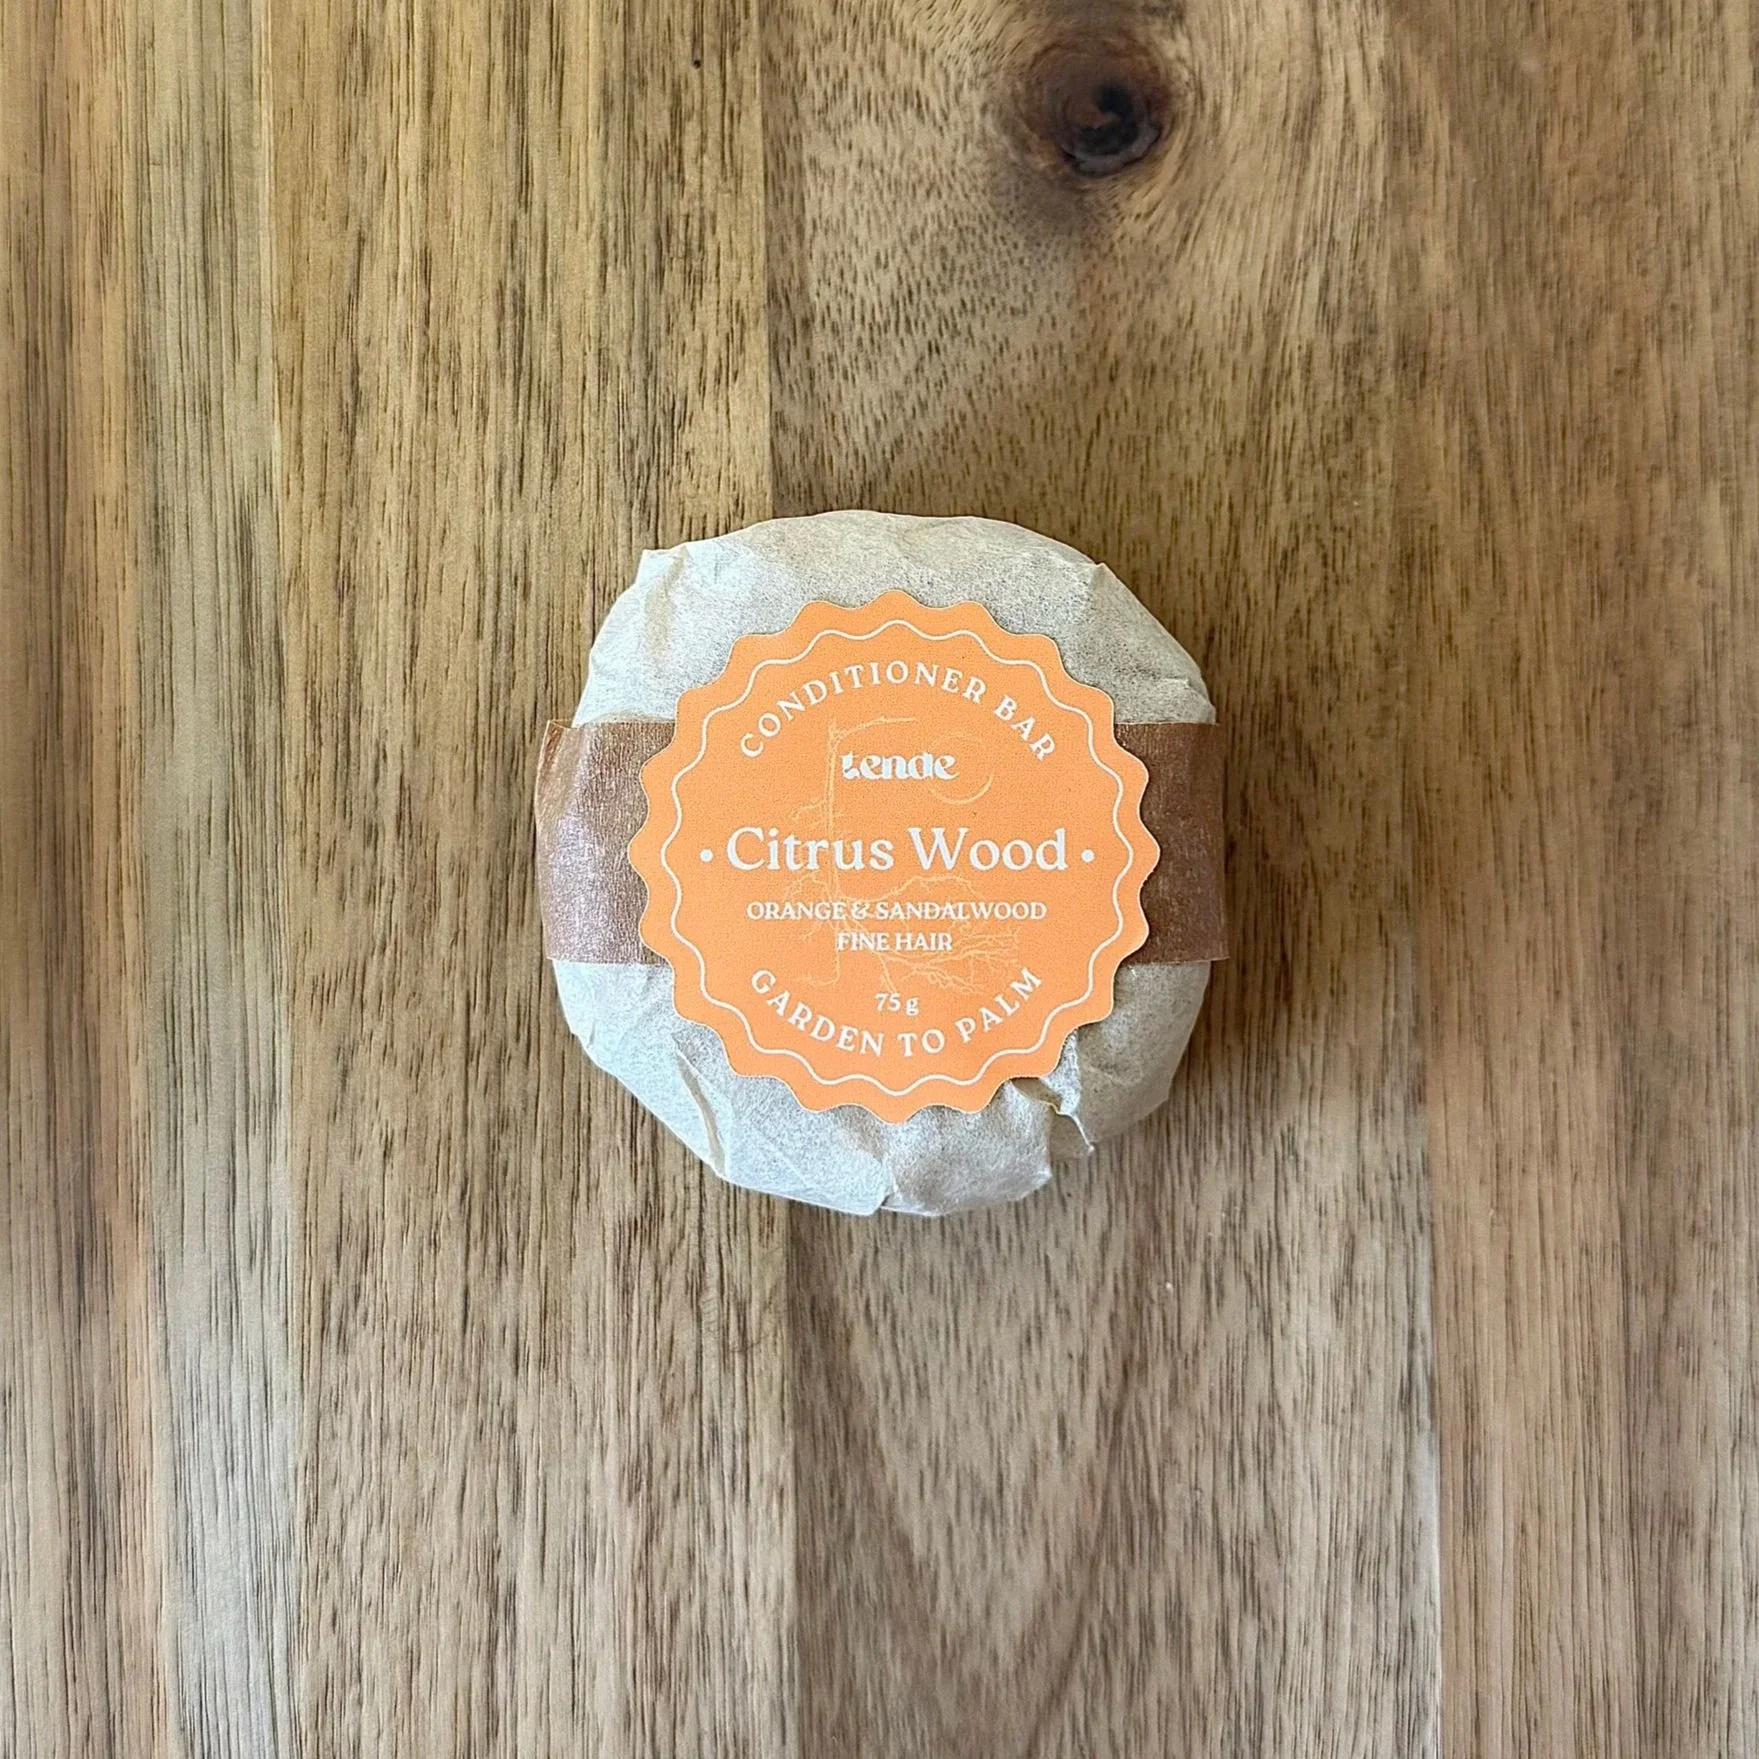 CONDITIONER BAR
tende
• Citrus Wood •
ORANGE & SANDALWOOD
FINE HAIR
75 g
GARDEN TO PALM